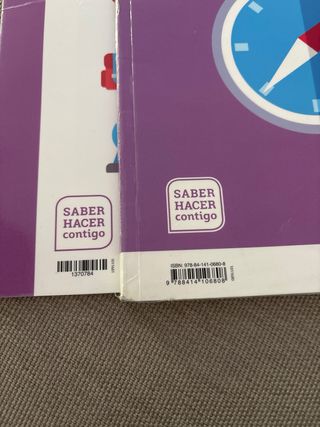 SABER
HACER
contigo
1370784
SABER
HACER
contigo
ISBN: 978-84-141-0680-8
9 788414 106808